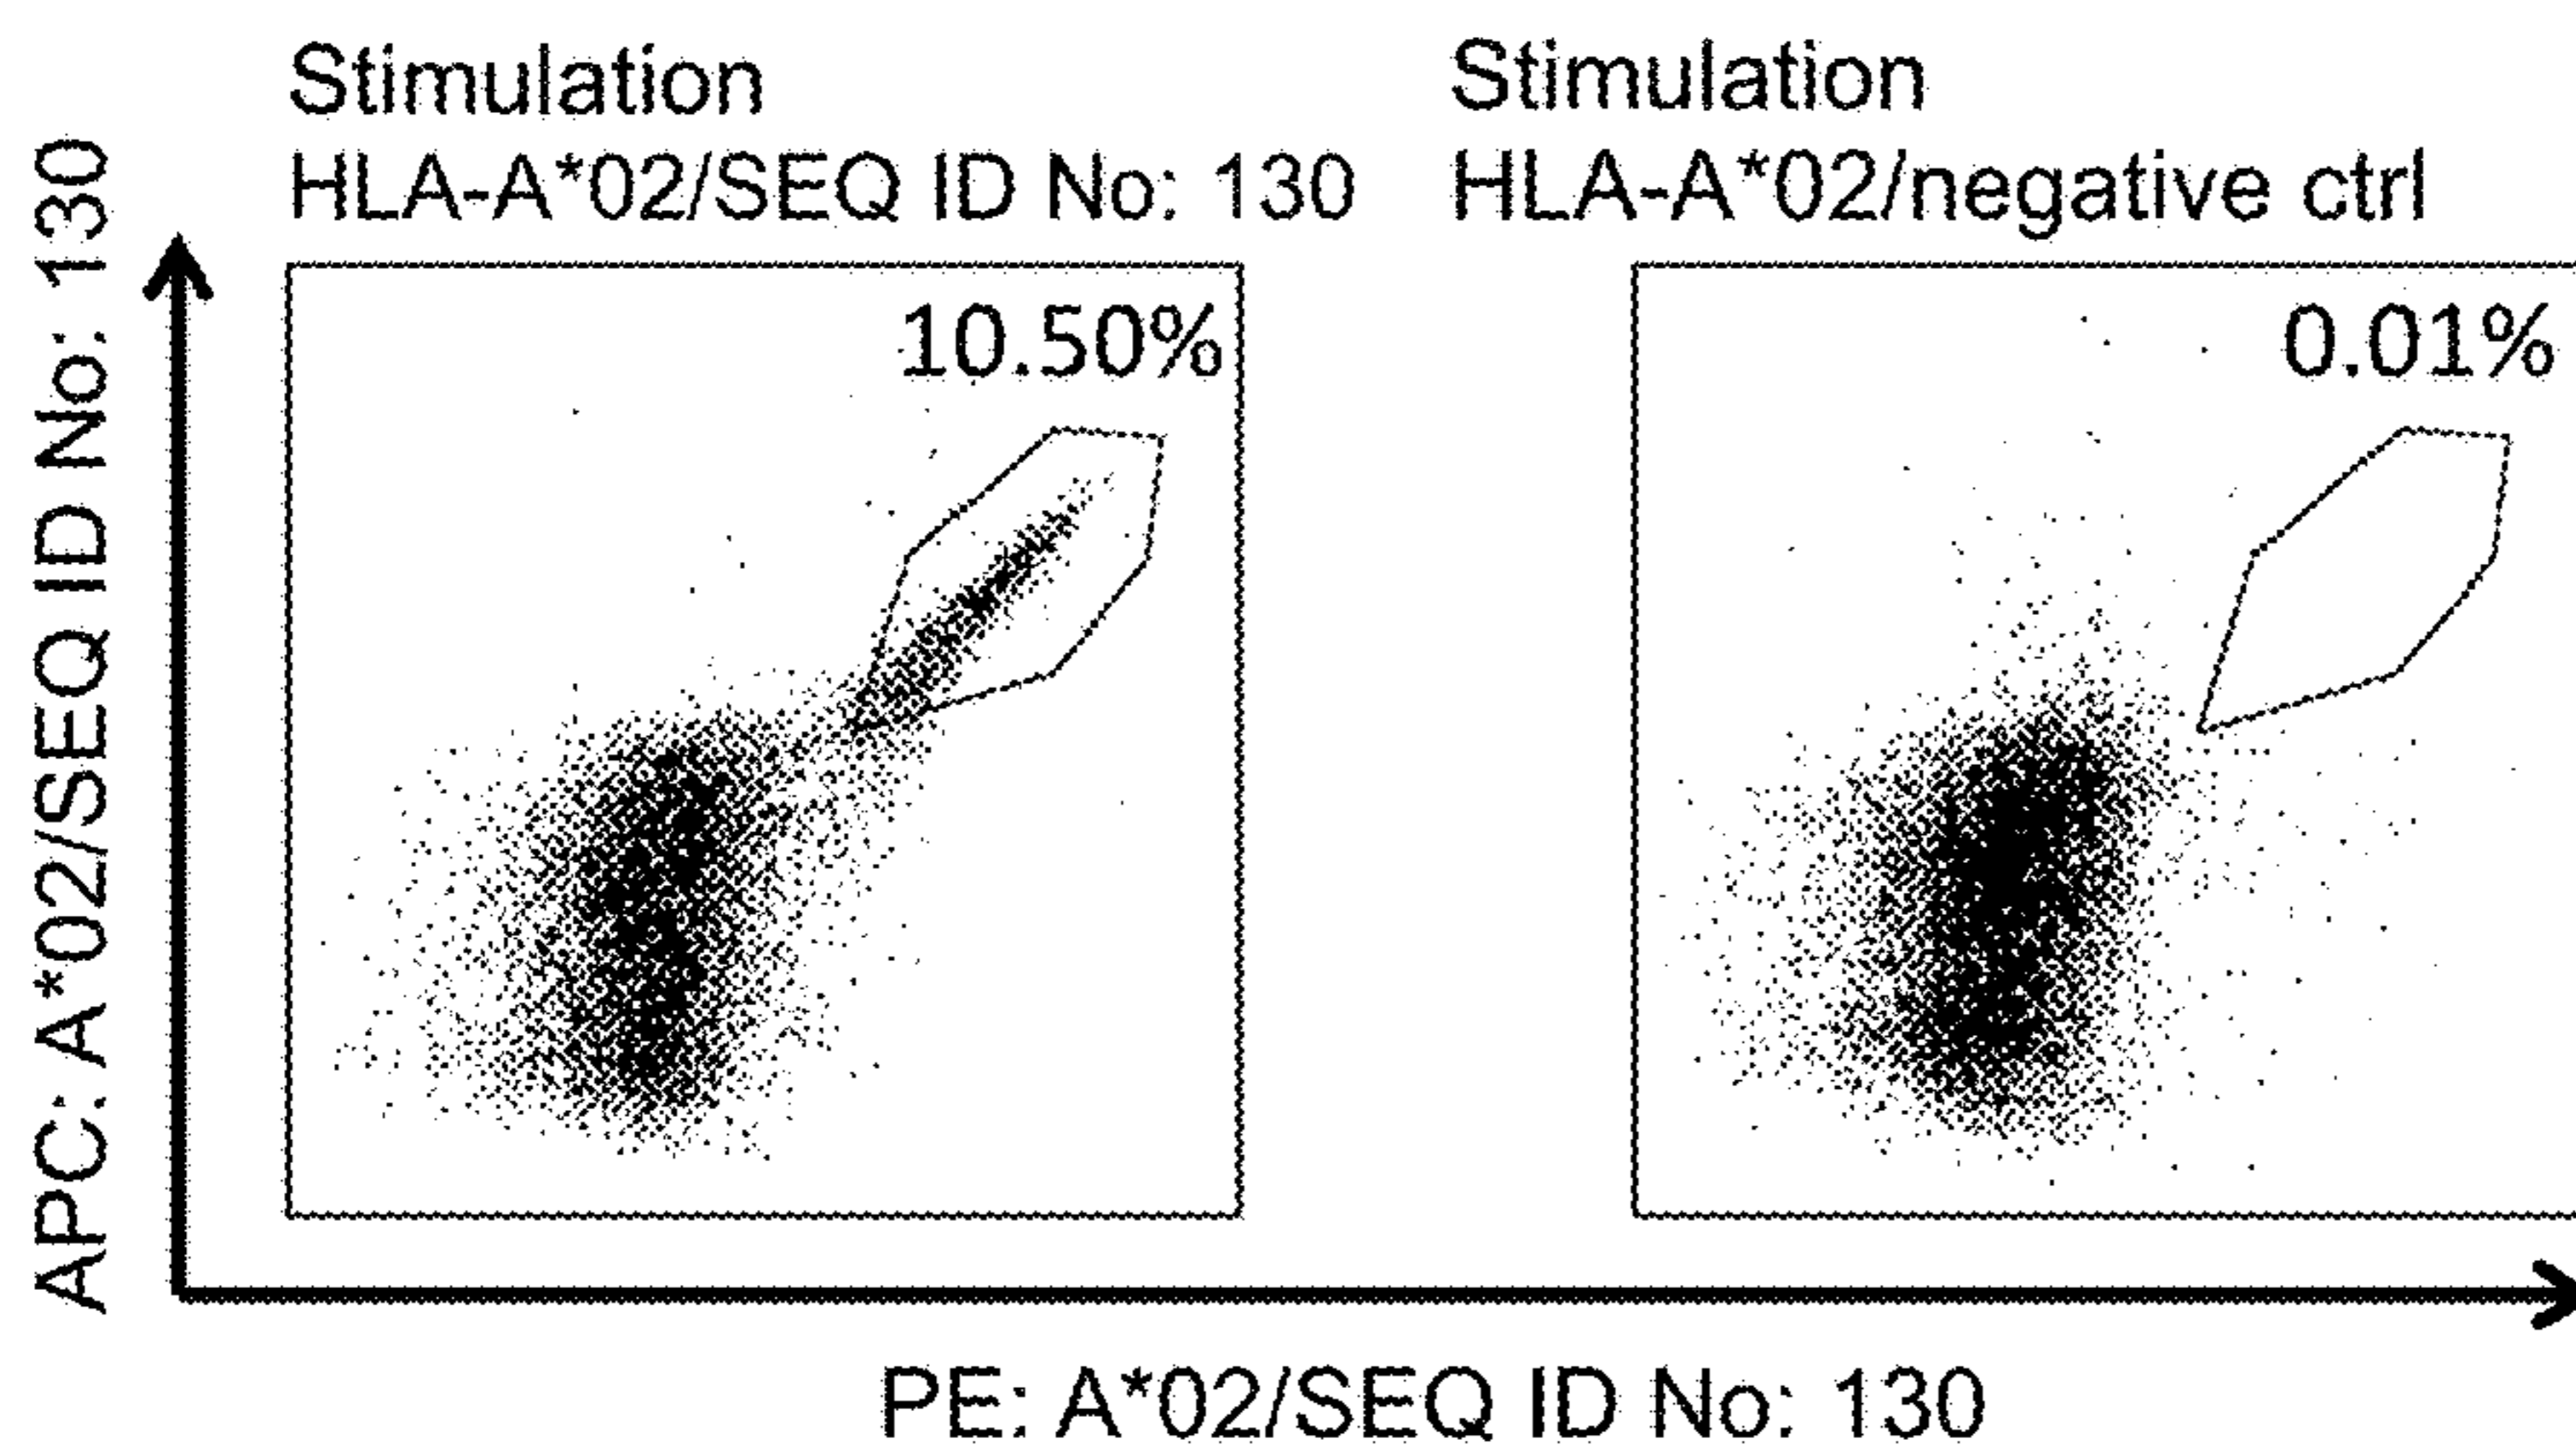 Stimulation
HLA-A*02/SEQ ID No: 130
Stimulation
HLA-A*02/negative ctrl
10.50%
0.01%
APC: A*02/SEQ ID No: 130
PE: A*02/SEQ ID No: 130